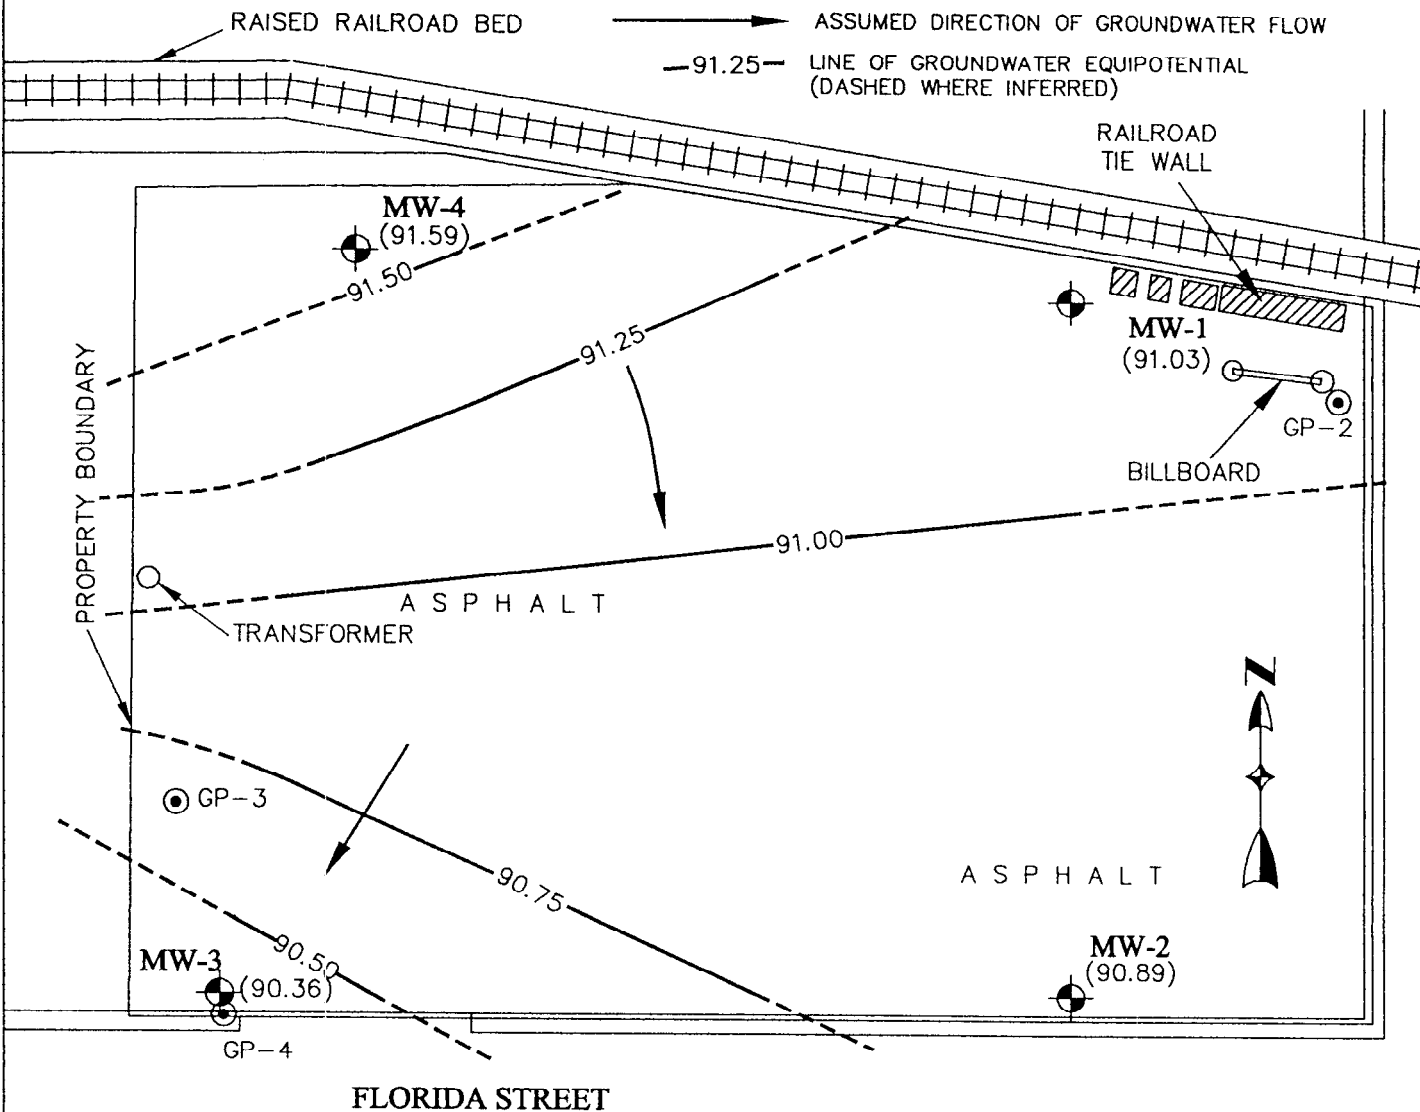 RAISED RAILROAD BED
ASSUMED DIRECTION OF GROUNDWATER FLOW
91.25
LINE OF GROUNDWATER EQUIPOTENTIAL
(DASHED WHERE INFERRED)
RAILROAD
TIE WALL
MW-4
(91.59)
91.50
91.25
MW-1
(91.03)
GP-2
BILLBOARD
PROPERTY BOUNDARY
91.00
ASPHALT
TRANSFORMER
N
GP-3
90.75
ASPHALT
90.50
MW-3
(90.36)
MW-2
(90.89)
GP-4
FLORIDA STREET